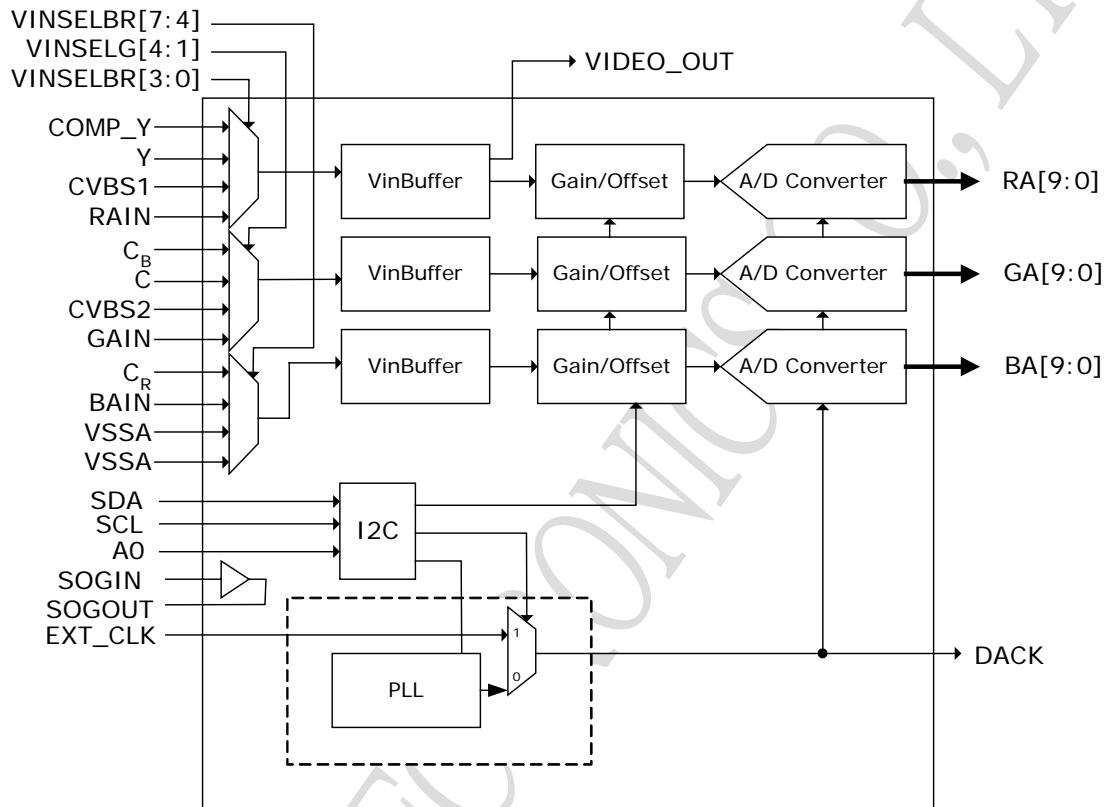 VINSELBR[7:4]
VINSELG[4:1]
VINSELBR[3:0]
VIDEO_OUT
COMP_Y
Y
CVBS1
RAIN
VinBuffer
Gain/Offset
A/D Converter
RA[9:0]
CB
C
CVBS2
GAIN
VinBuffer
Gain/Offset
A/D Converter
GA[9:0]
CR
BAIN
VSSA
VSSA
VinBuffer
Gain/Offset
A/D Converter
BA[9:0]
SDA
SCL
A0
I2C
SOGIN
SOGOUT
EXT_CLK
1
0
PLL
DACK